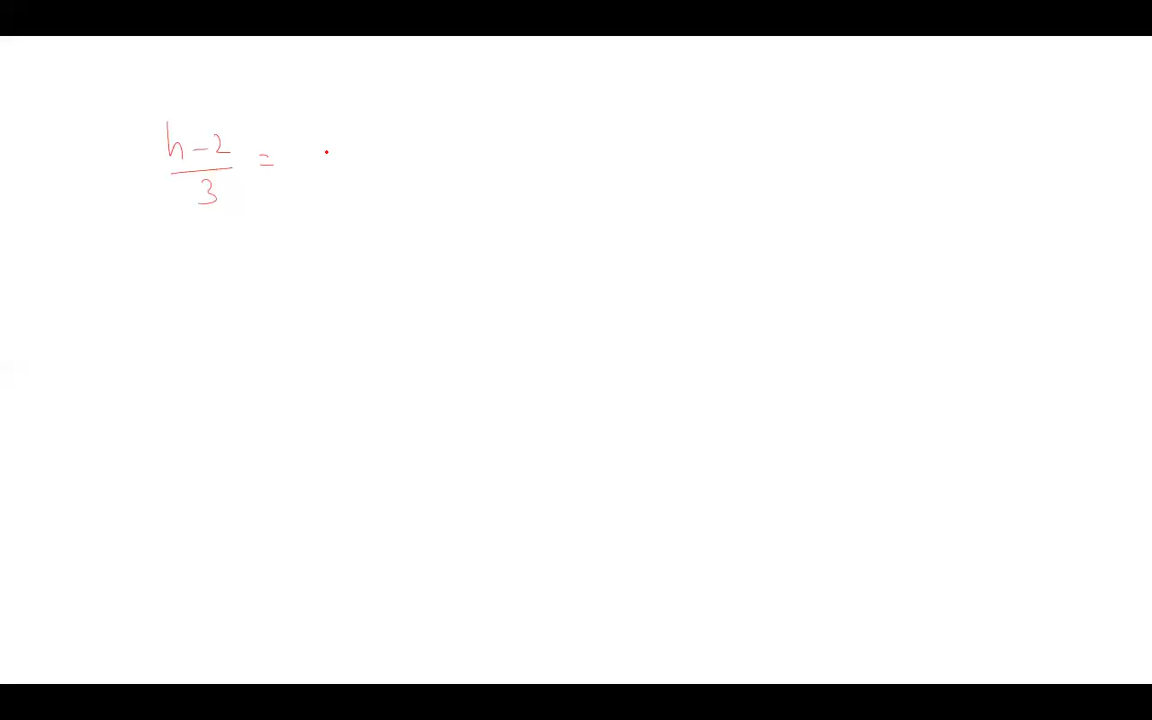 h-2/3 =